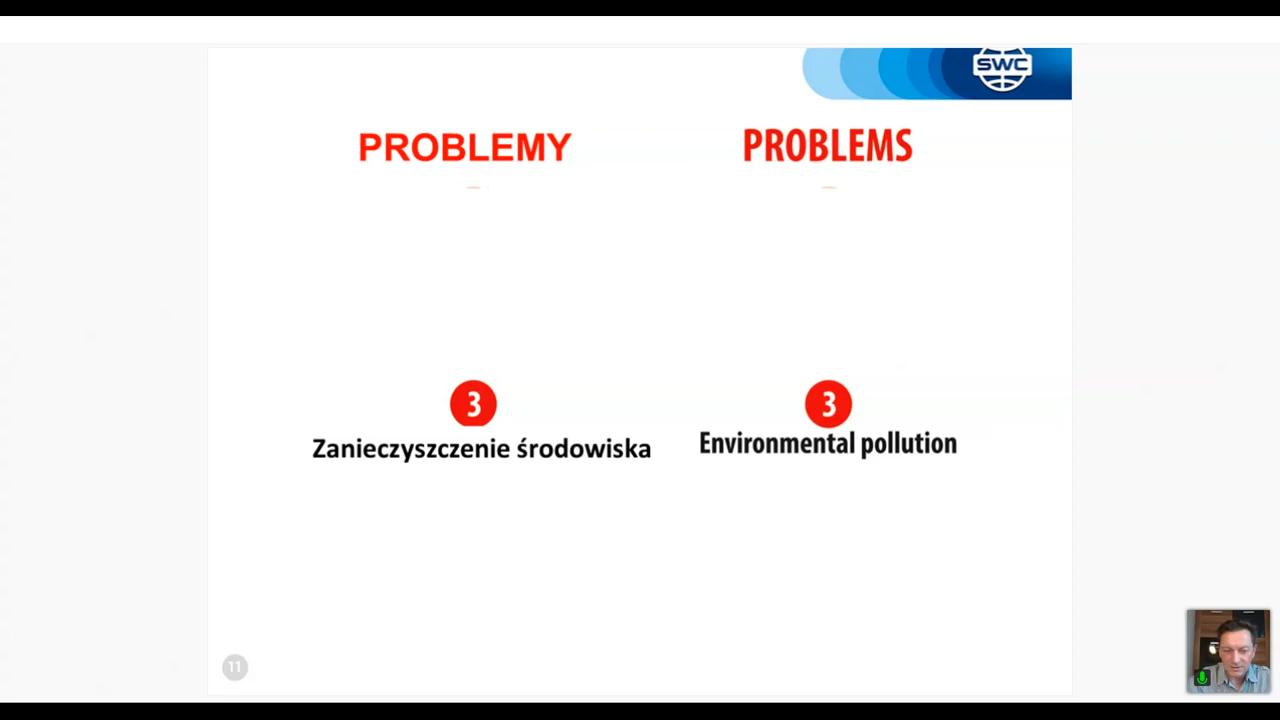 SWC
PROBLEMY
PROBLEMS
3
3
Zanieczyszczenie środowiska
Environmental pollution
11